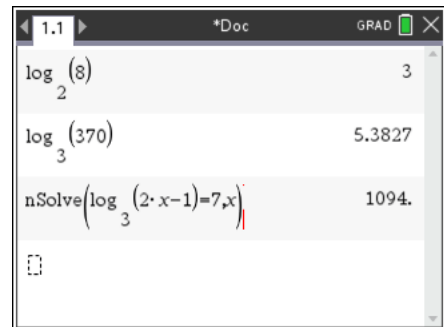 1.1 *Doc GRAD
log₂(8) 3
log₃(370) 5.3827
nSolve(log₃(2·x−1)=7,x) 1094.